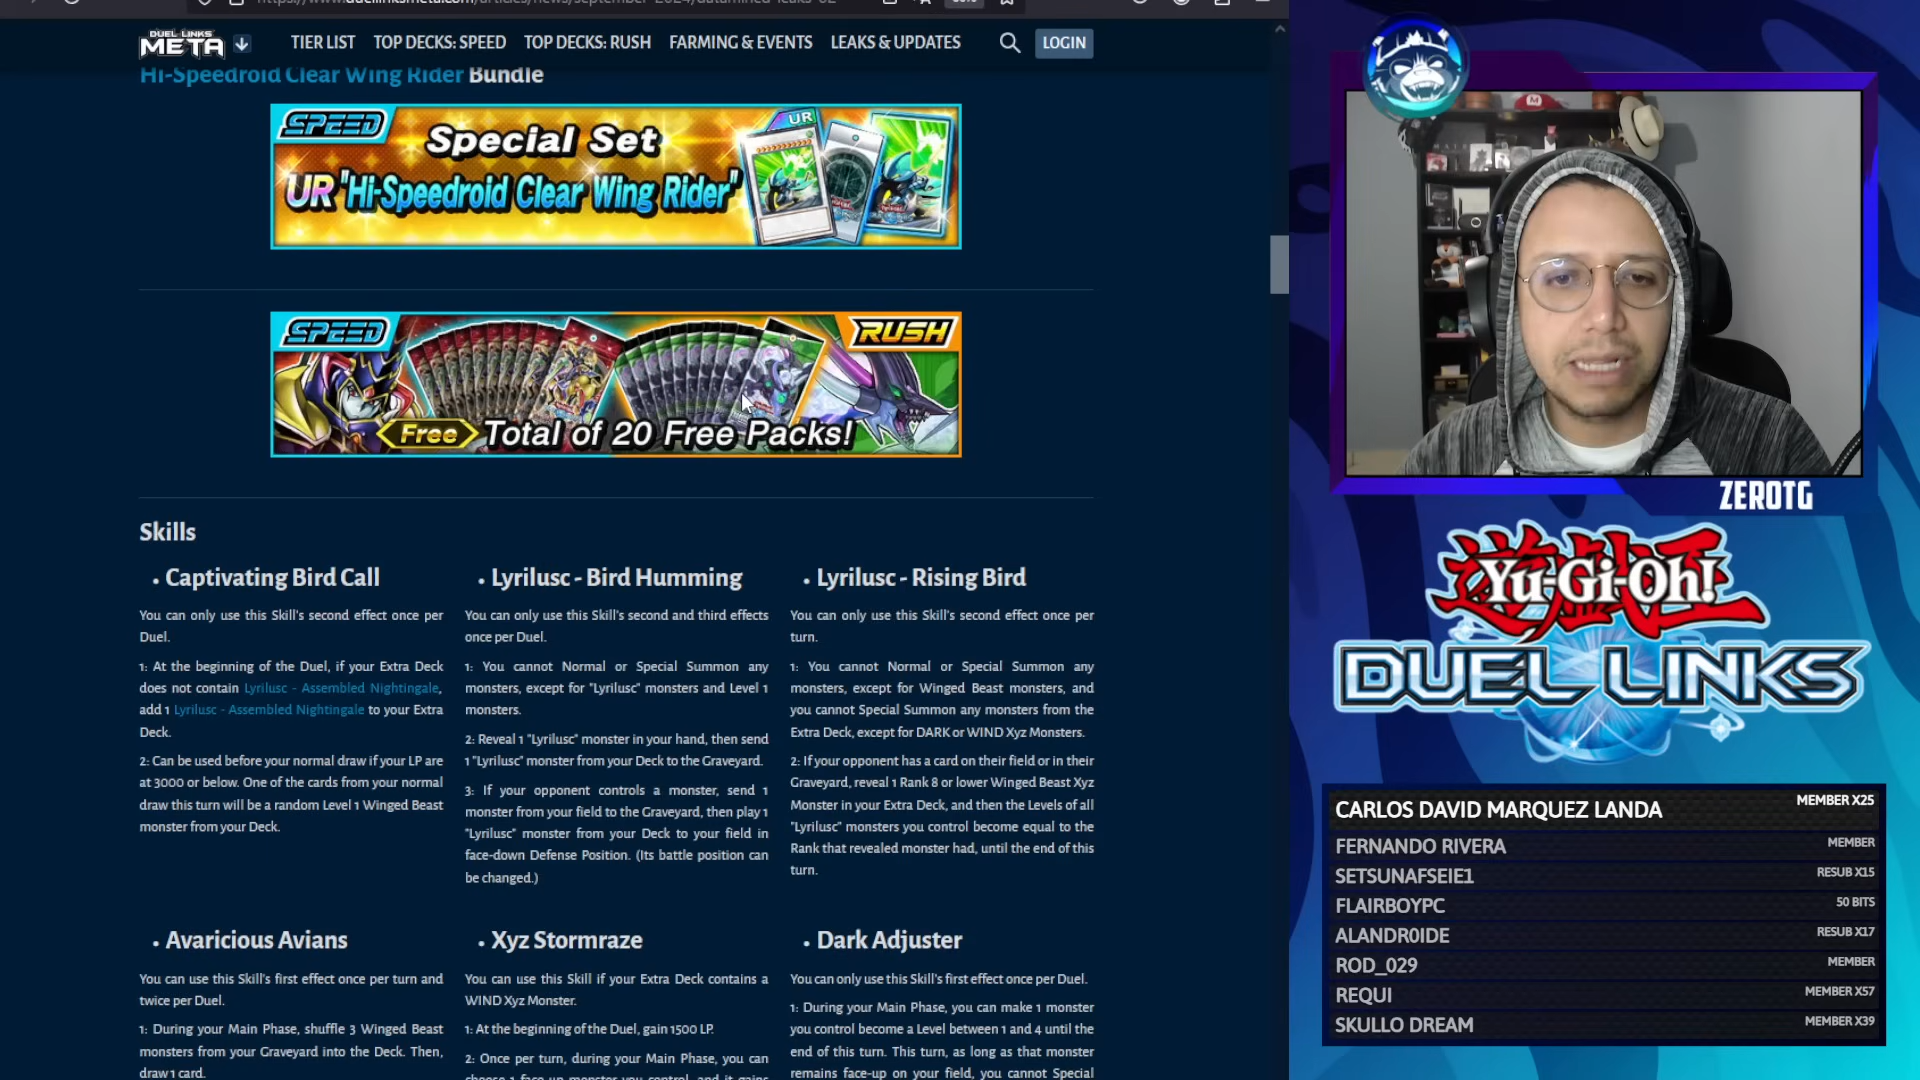 DUEL LINKS
META
TIER LIST
TOP DECKS: SPEED
TOP DECKS: RUSH
FARMING & EVENTS
LEAKS & UPDATES
LOGIN
Hi-Speedroid Clear Wing Rider Bundle
SPEED
Special Set
UR "Hi-Speedroid Clear Wing Rider"
UR
SPEED
RUSH
Free Total of 20 Free Packs!
Skills
• Captivating Bird Call
You can only use this Skill's second effect once per
Duel.
1: At the beginning of the Duel, if your Extra Deck
does not contain Lyrilusc - Assembled Nightingale,
add 1 Lyrilusc - Assembled Nightingale to your Extra
Deck.
2: Can be used before your normal draw if your LP are
at 3000 or below. One of the cards from your normal
draw this turn will be a random Level 1 Winged Beast
monster from your Deck.
• Lyrilusc - Bird Humming
You can only use this Skill's second and third effects
once per Duel.
1: You cannot Normal or Special Summon any
monsters, except for "Lyrilusc" monsters and Level 1
monsters.
2: Reveal 1 "Lyrilusc" monster in your hand, then send
1 "Lyrilusc" monster from your Deck to the Graveyard.
3: If your opponent controls a monster, send 1
monster from your field to the Graveyard, then play 1
"Lyrilusc" monster from your Deck to your field in
face-down Defense Position. (Its battle position can
be changed.)
• Lyrilusc - Rising Bird
You can only use this Skill's second effect once per
turn.
1: You cannot Normal or Special Summon any
monsters, except for Winged Beast monsters, and
you cannot Special Summon any monsters from the
Extra Deck, except for DARK or WIND Xyz Monsters.
2: If your opponent has a card on their field or in their
Graveyard, reveal 1 Rank 8 or lower Winged Beast Xyz
Monster in your Extra Deck, and then the Levels of all
"Lyrilusc" monsters you control become equal to the
Rank that revealed monster had, until the end of this
turn.
• Avaricious Avians
You can use this Skill's first effect once per turn and
twice per Duel.
1: During your Main Phase, shuffle 3 Winged Beast
monsters from your Graveyard into the Deck. Then,
draw 1 card.
• Xyz Stormraze
You can use this Skill if your Extra Deck contains a
WIND Xyz Monster.
1: At the beginning of the Duel, gain 1500 LP.
2: Once per turn, during your Main Phase, you can
• Dark Adjuster
You can only use this Skill's first effect once per Duel.
1: During your Main Phase, you can make 1 monster
you control become a Level between 1 and 4 until the
end of this turn. This turn, as long as that monster
remains face-up on your field, you cannot Special
ZEROTG
遊戯王
Yu-Gi-Oh!
DUEL LINKS
CARLOS DAVID MARQUEZ LANDA MEMBER X25
FERNANDO RIVERA MEMBER
SETSUNAFSEIE1 RESUB X15
FLAIRBOYPC 50 BITS
ALANDR0IDE RESUB X17
ROD_029 MEMBER
REQUI MEMBER X57
SKULLO DREAM MEMBER X39